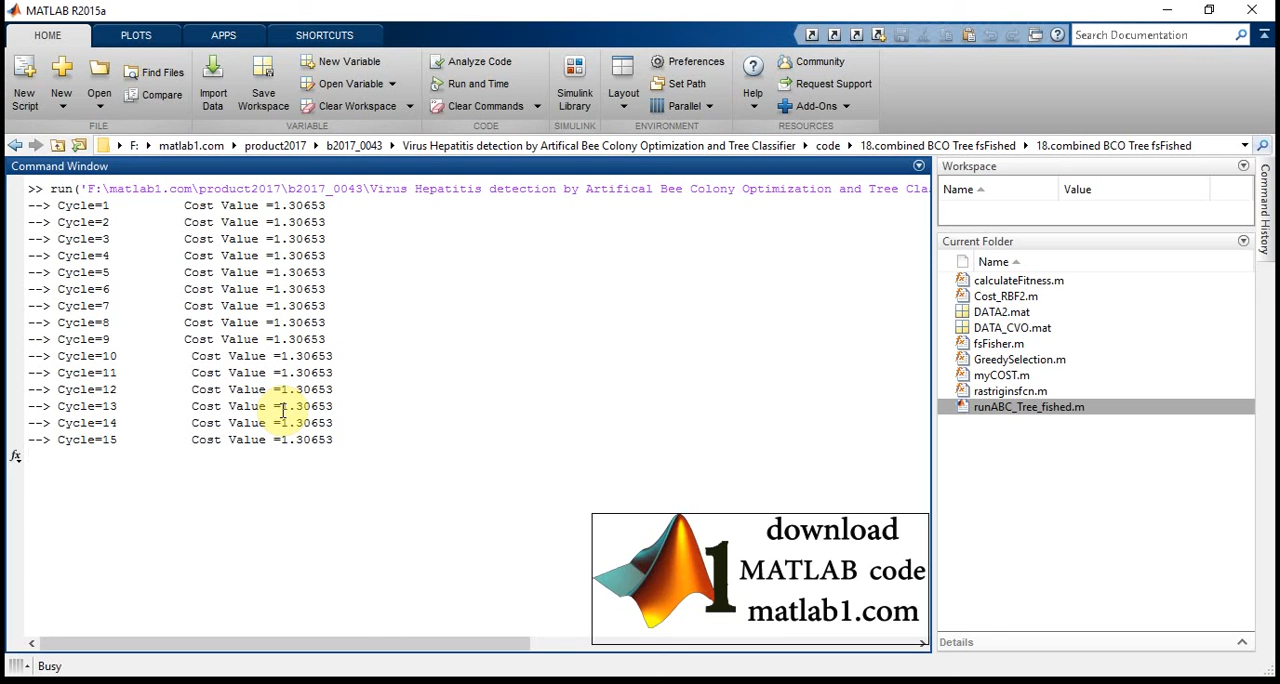 MATLAB R2015a
HOME
PLOTS
APPS
SHORTCUTS
Search Documentation
New Script
New
Open
Find Files
Compare
Import Data
Save Workspace
New Variable
Open Variable
Clear Workspace
Analyze Code
Run and Time
Clear Commands
Simulink Library
Layout
Preferences
Set Path
Parallel
Help
Community
Request Support
Add-Ons
FILE
VARIABLE
CODE
SIMULINK
ENVIRONMENT
RESOURCES
F: matlab1.com product2017 b2017_0043 Virus Hepatitis detection by Artifical Bee Colony Optimization and Tree Classifier code 18.combined BCO Tree fsFished 18.combined BCO Tree fsFished
Command Window
>> run('F:\matlab1.com\product2017\b2017_0043\Virus Hepatitis detection by Artifical Bee Colony Optimization and Tree Cla
--> Cycle=1 Cost Value =1.30653
--> Cycle=2 Cost Value =1.30653
--> Cycle=3 Cost Value =1.30653
--> Cycle=4 Cost Value =1.30653
--> Cycle=5 Cost Value =1.30653
--> Cycle=6 Cost Value =1.30653
--> Cycle=7 Cost Value =1.30653
--> Cycle=8 Cost Value =1.30653
--> Cycle=9 Cost Value =1.30653
--> Cycle=10 Cost Value =1.30653
--> Cycle=11 Cost Value =1.30653
--> Cycle=12 Cost Value =1.30653
--> Cycle=13 Cost Value =1.30653
--> Cycle=14 Cost Value =1.30653
--> Cycle=15 Cost Value =1.30653
fx
Workspace
Name Value
Current Folder
Name
calculateFitness.m
Cost_RBF2.m
DATA2.mat
DATA_CVO.mat
fsFisher.m
GreedySelection.m
myCOST.m
rastriginsfcn.m
runABC_Tree_fished.m
Details
Command History
1
download
MATLAB code
matlab1.com
Busy